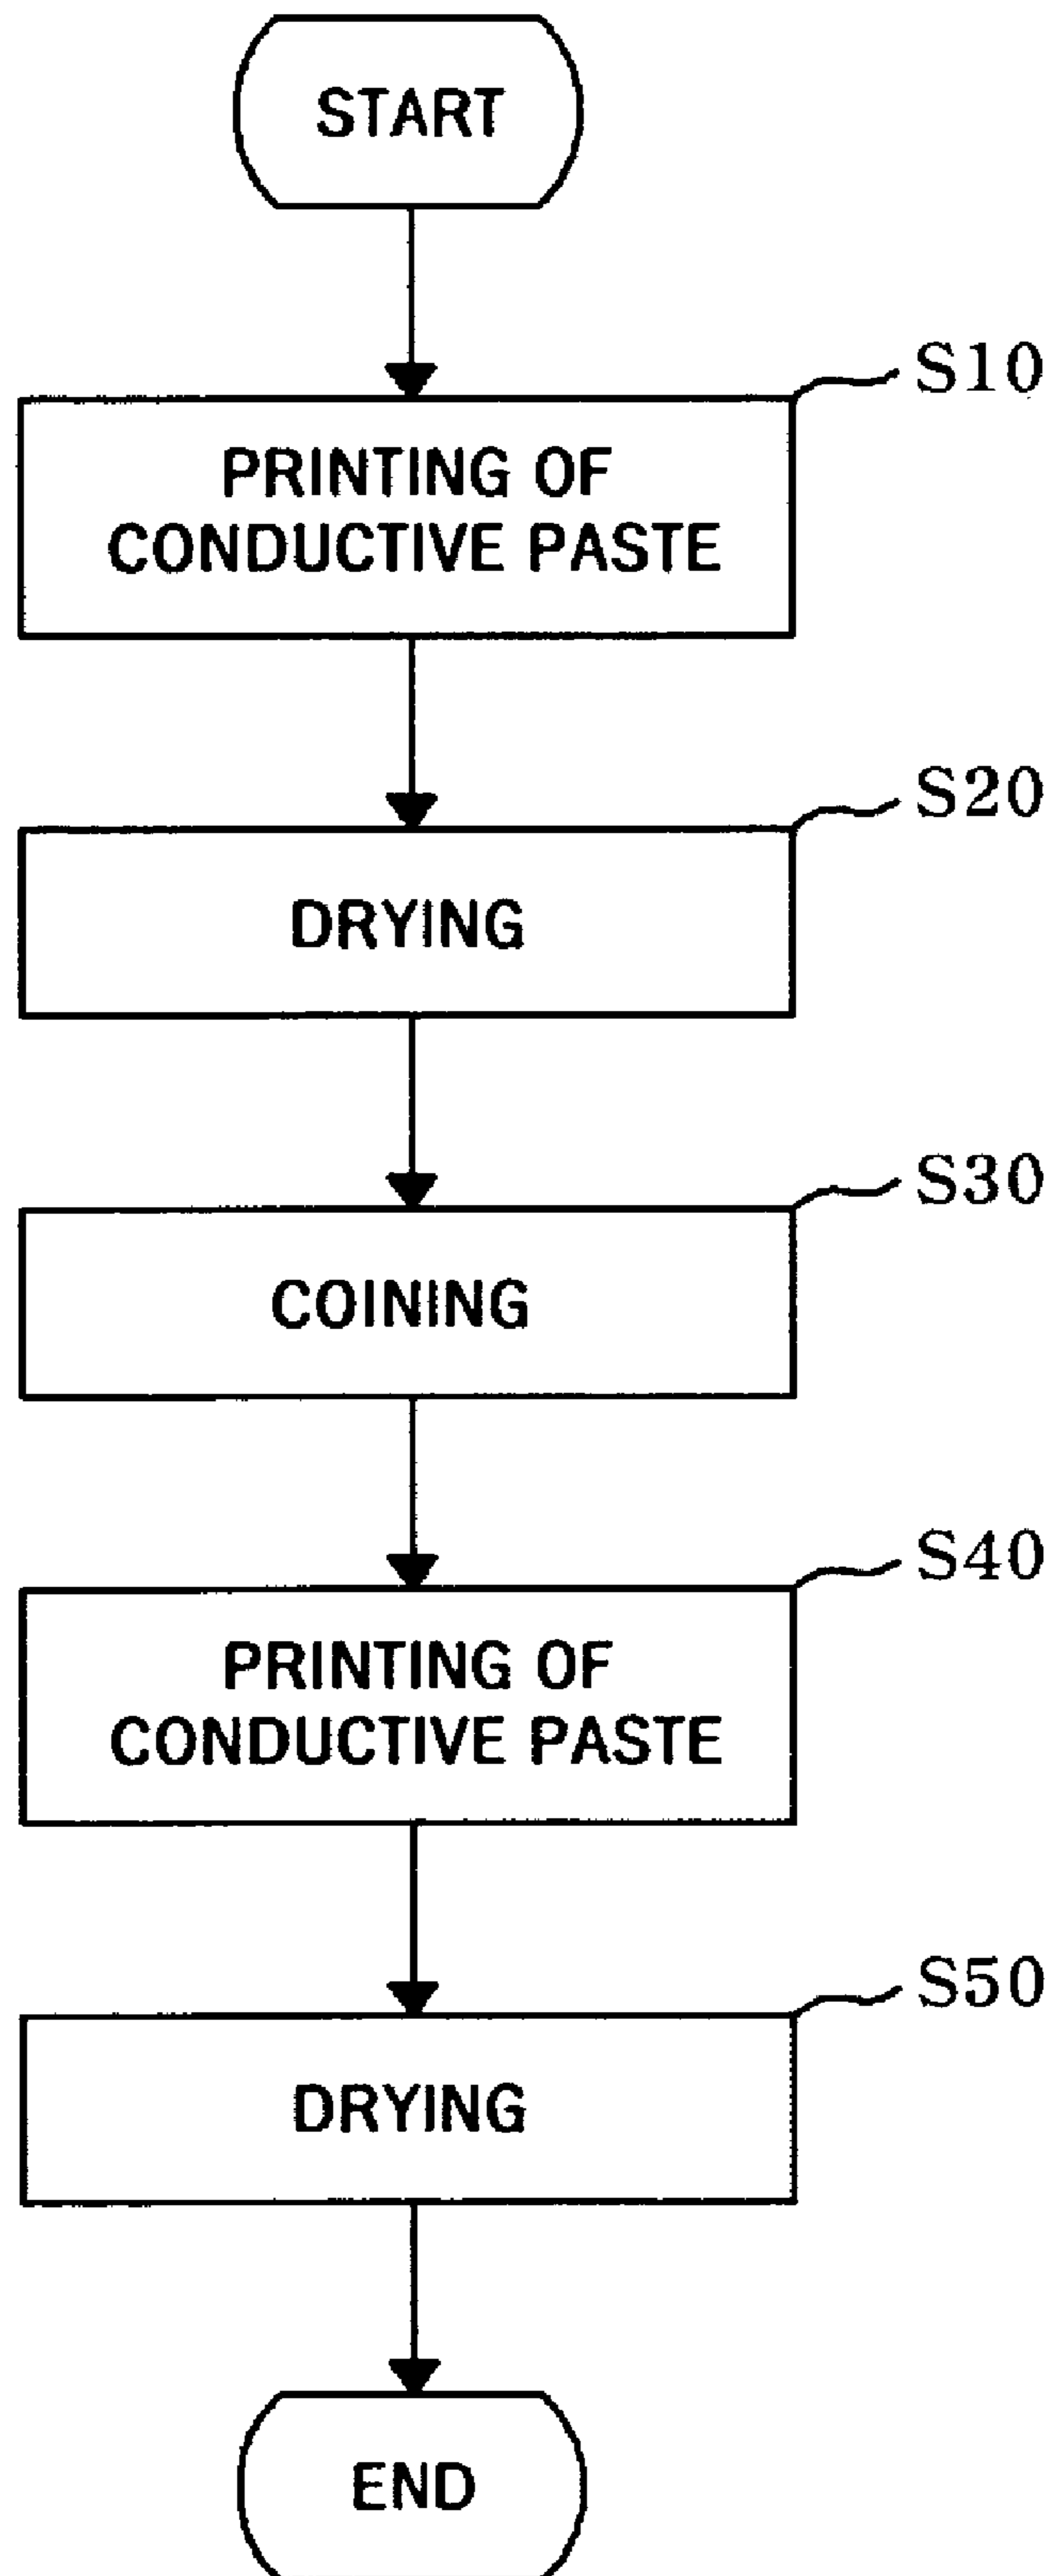 START
S10
PRINTING OF
CONDUCTIVE PASTE
S20
DRYING
S30
COINING
S40
PRINTING OF
CONDUCTIVE PASTE
S50
DRYING
END